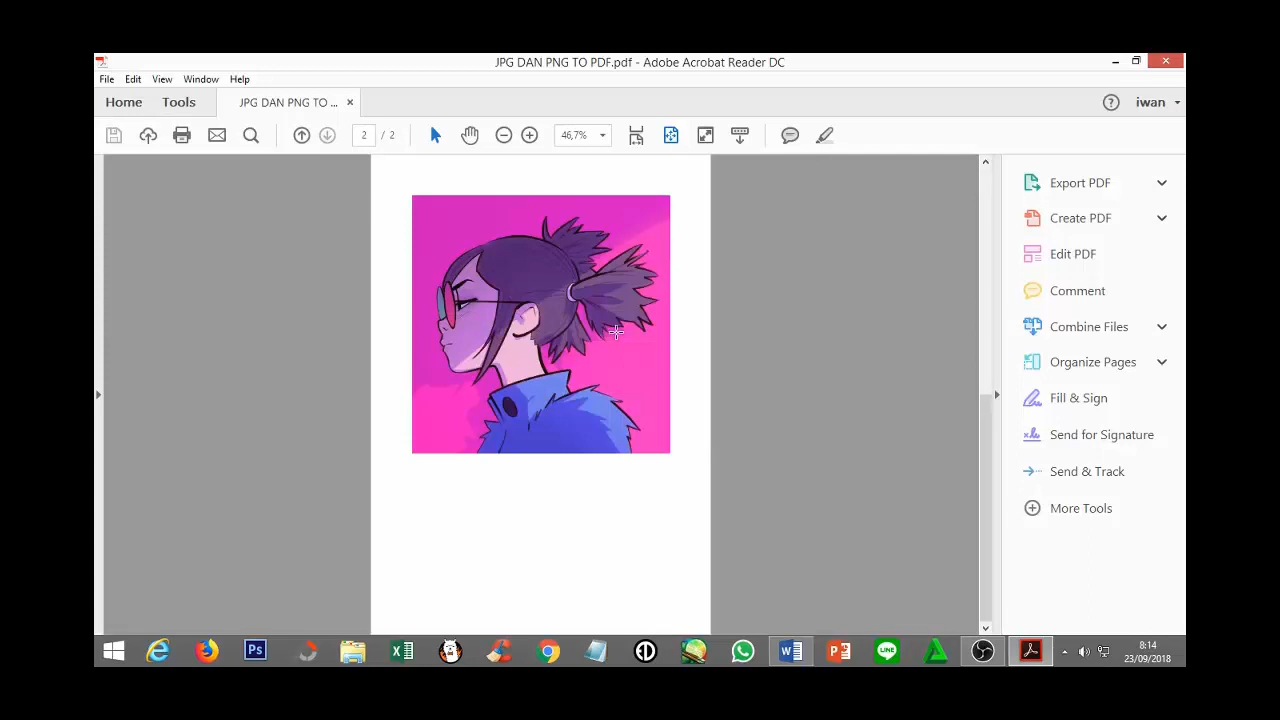 JPG DAN PNG TO PDF.pdf - Adobe Acrobat Reader DC
File Edit View Window Help
Home Tools JPG DAN PNG TO ... × iwan
2 / 2 46,7%
Export PDF
Create PDF
Edit PDF
Comment
Combine Files
Organize Pages
Fill & Sign
Send for Signature
Send & Track
More Tools
Ps LINE
8:14
23/09/2018